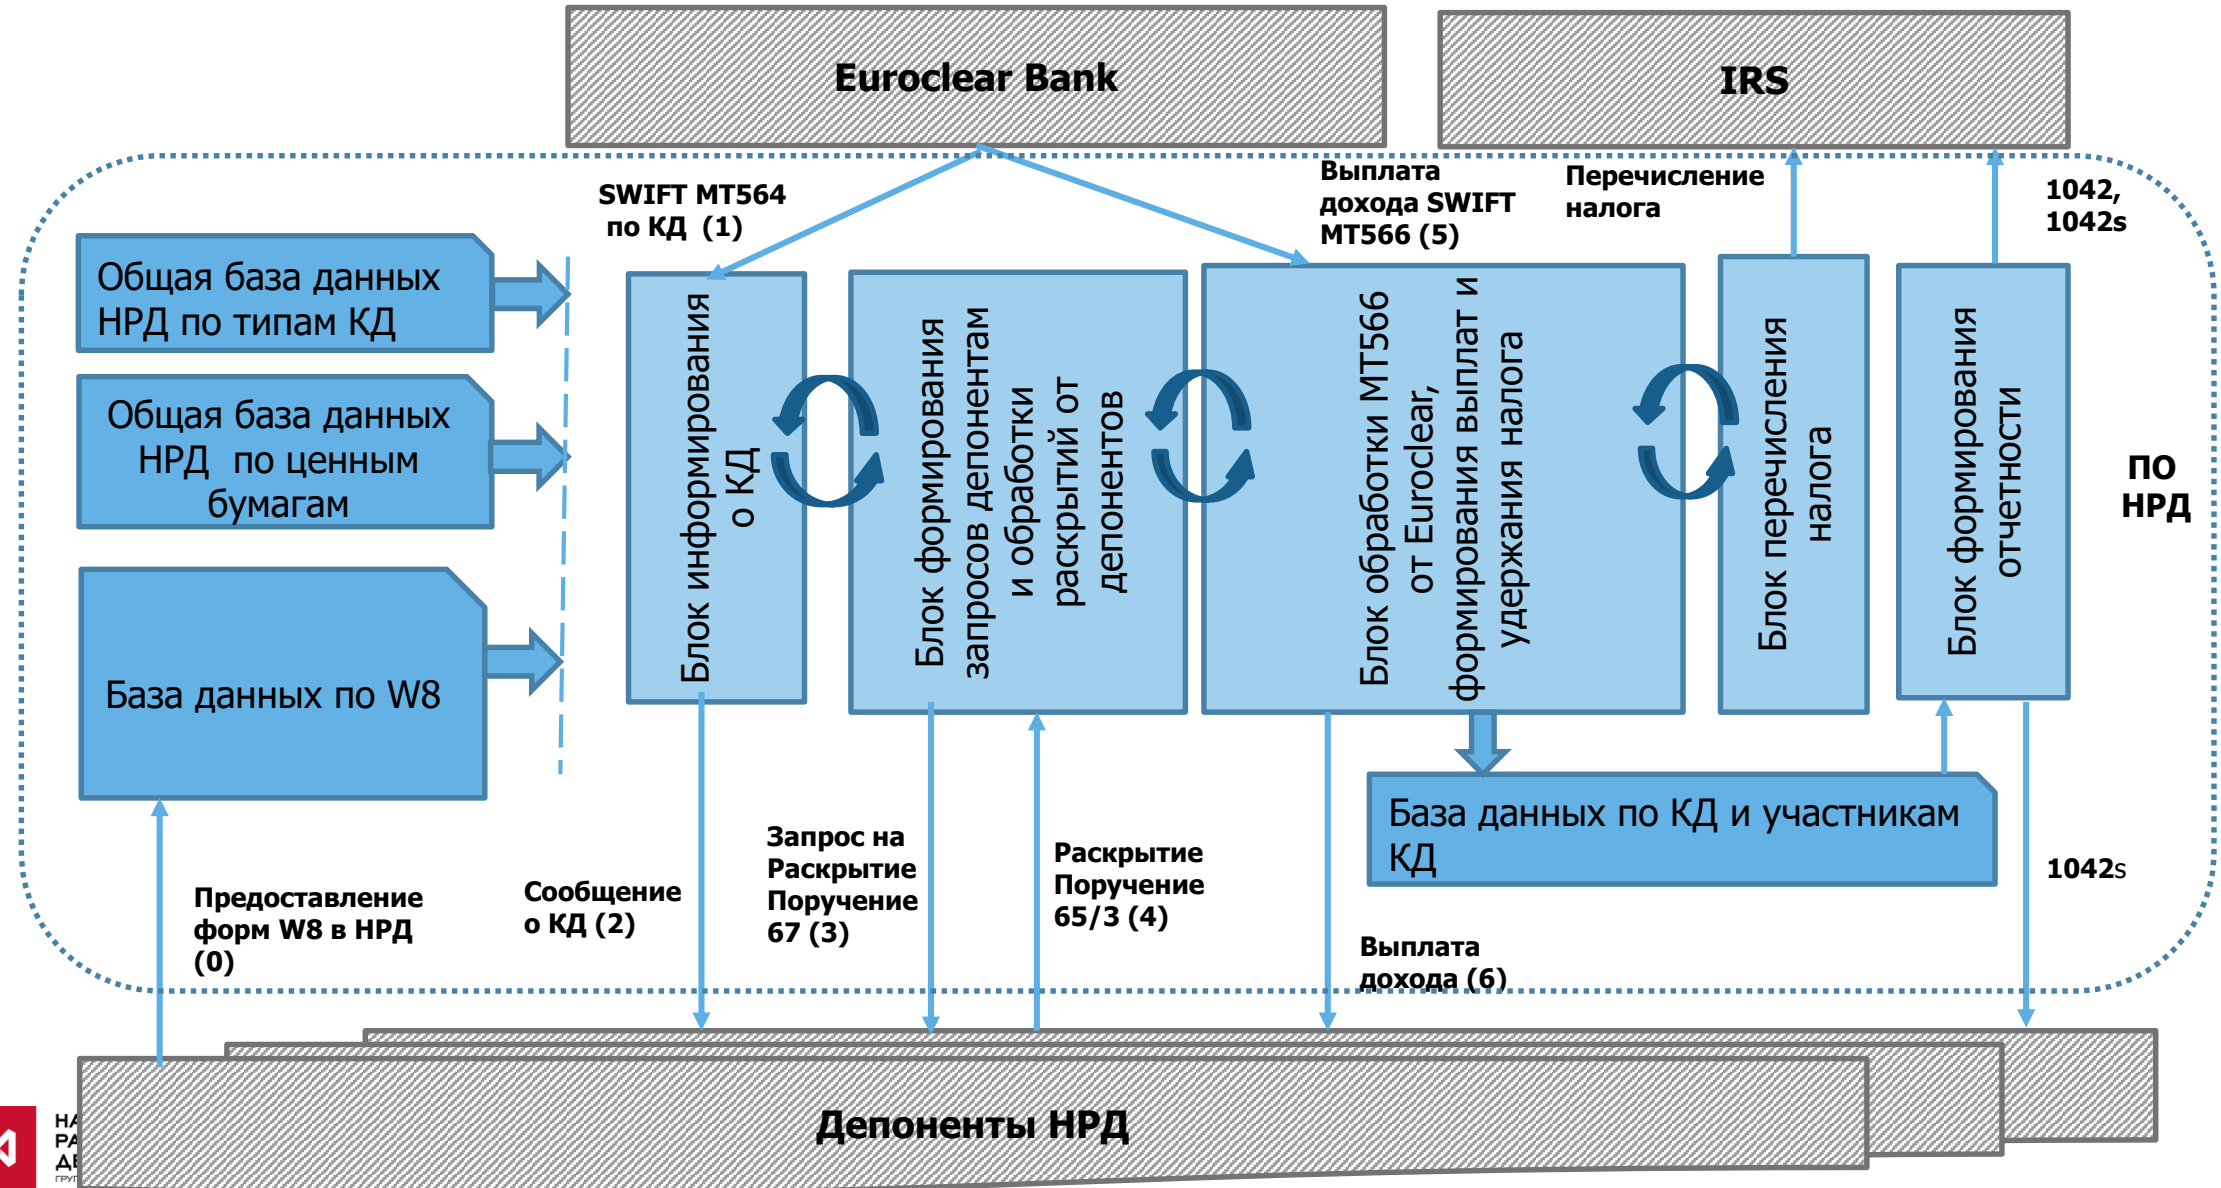 Euroclear Bank
IRS
SWIFT MT564
по КД (1)
Выплата
дохода SWIFT
MT566 (5)
Перечисление
налога
1042,
1042s
Общая база данных
НРД по типам КД
Общая база данных
НРД по ценным
бумагам
База данных по W8
Блок информирования
о КД
Блок формирования
запросов депонентам
и обработки
раскрытий от
депонентов
Блок обработки МТ566
от Euroclear,
формирования выплат и
удержания налога
Блок перечисления
налога
Блок формирования
отчетности
ПО
НРД
База данных по КД и участникам
КД
Предоставление
форм W8 в НРД
(0)
Сообщение
о КД (2)
Запрос на
Раскрытие
Поручение
67 (3)
Раскрытие
Поручение
65/3 (4)
Выплата
дохода (6)
1042s
Депоненты НРД